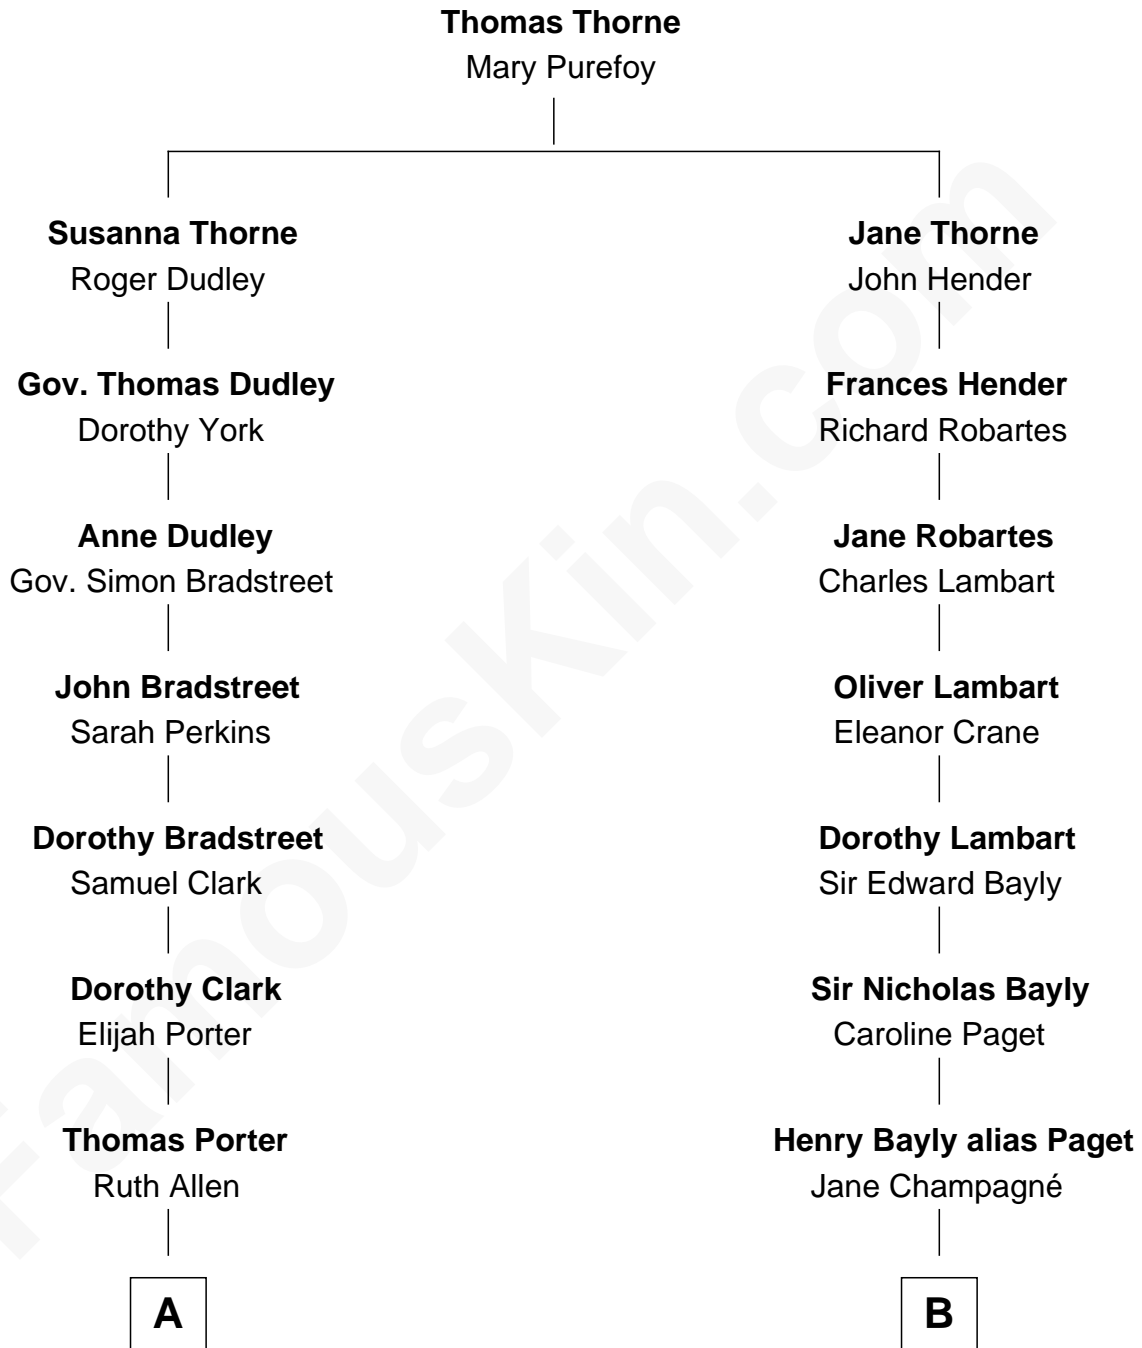 Thomas Thorne
Mary Purefoy
Susanna Thorne
Roger Dudley
Jane Thorne
John Hender
Gov. Thomas Dudley
Dorothy York
Frances Hender
Richard Robartes
Anne Dudley
Gov. Simon Bradstreet
Jane Robartes
Charles Lambart
John Bradstreet
Sarah Perkins
Oliver Lambart
Eleanor Crane
Dorothy Bradstreet
Samuel Clark
Dorothy Lambart
Sir Edward Bayly
Dorothy Clark
Elijah Porter
Sir Nicholas Bayly
Caroline Paget
Thomas Porter
Ruth Allen
Henry Bayly alias Paget
Jane Champagné
A
B
FamousKin.com